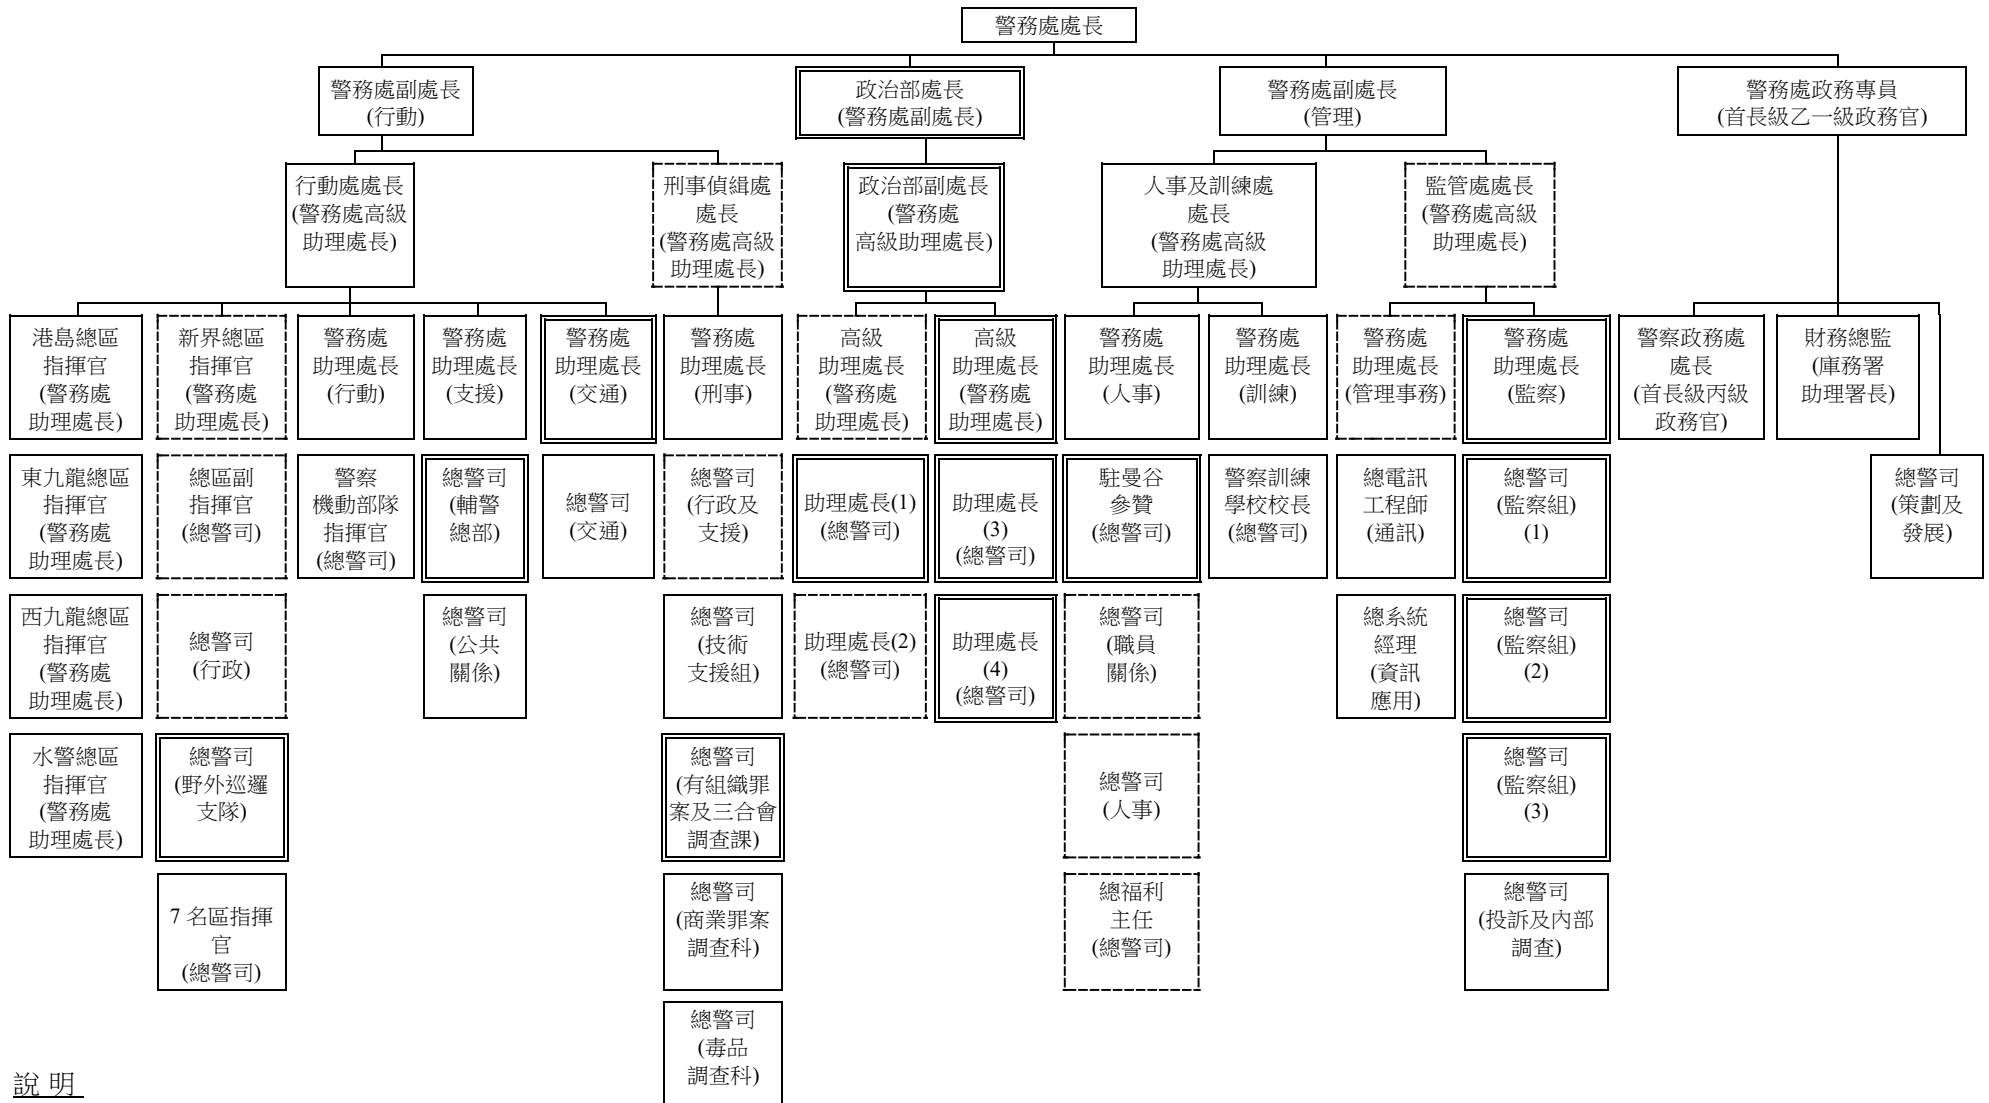 警務處處長
警務處副處長
(行動)
政治部處長
(警務處副處長)
警務處副處長
(管理)
警務處政務專員
(首長級乙一級政務官)
行動處處長
(警務處高級
助理處長)
刑事偵緝處
處長
(警務處高級
助理處長)
政治部副處長
(警務處
高級助理處長)
人事及訓練處
處長
(警務處高級
助理處長)
監管處處長
(警務處高級
助理處長)
港島總區
指揮官
(警務處
助理處長)
新界總區
指揮官
(警務處
助理處長)
警務處
助理處長
(行動)
警務處
助理處長
(支援)
警務處
助理處長
(交通)
警務處
助理處長
(刑事)
高級
助理處長
(警務處
助理處長)
高級
助理處長
(警務處
助理處長)
警務處
助理處長
(人事)
警務處
助理處長
(訓練)
警務處
助理處長
(管理事務)
警務處
助理處長
(監察)
警察政務處
處長
(首長級丙級
政務官)
財務總監
(庫務署
助理署長)
東九龍總區
指揮官
(警務處
助理處長)
總區副
指揮官
(總警司)
警察
機動部隊
指揮官
(總警司)
總警司
(輔警
總部)
總警司
(交通)
總警司
(行政及
支援)
助理處長(1)
(總警司)
助理處長
(3)
(總警司)
駐曼谷
參贊
(總警司)
警察訓練
學校校長
(總警司)
總電訊
工程師
(通訊)
總警司
(監察組)
(1)
總警司
(策劃及
發展)
西九龍總區
指揮官
(警務處
助理處長)
總警司
(行政)
總警司
(公共
關係)
總警司
(技術
支援組)
助理處長(2)
(總警司)
助理處長
(4)
(總警司)
總警司
(職員
關係)
總系統
經理
(資訊
應用)
總警司
(監察組)
(2)
水警總區
指揮官
(警務處
助理處長)
總警司
(野外巡邏
支隊)
總警司
(有組織罪
案及三合會
調查課)
總警司
(人事)
總警司
(監察組)
(3)
7 名區指揮
官
(總警司)
總警司
(商業罪案
調查科)
總福利
主任
(總警司)
總警司
(投訴及內部
調查)
總警司
(毒品
調查科)
說 明